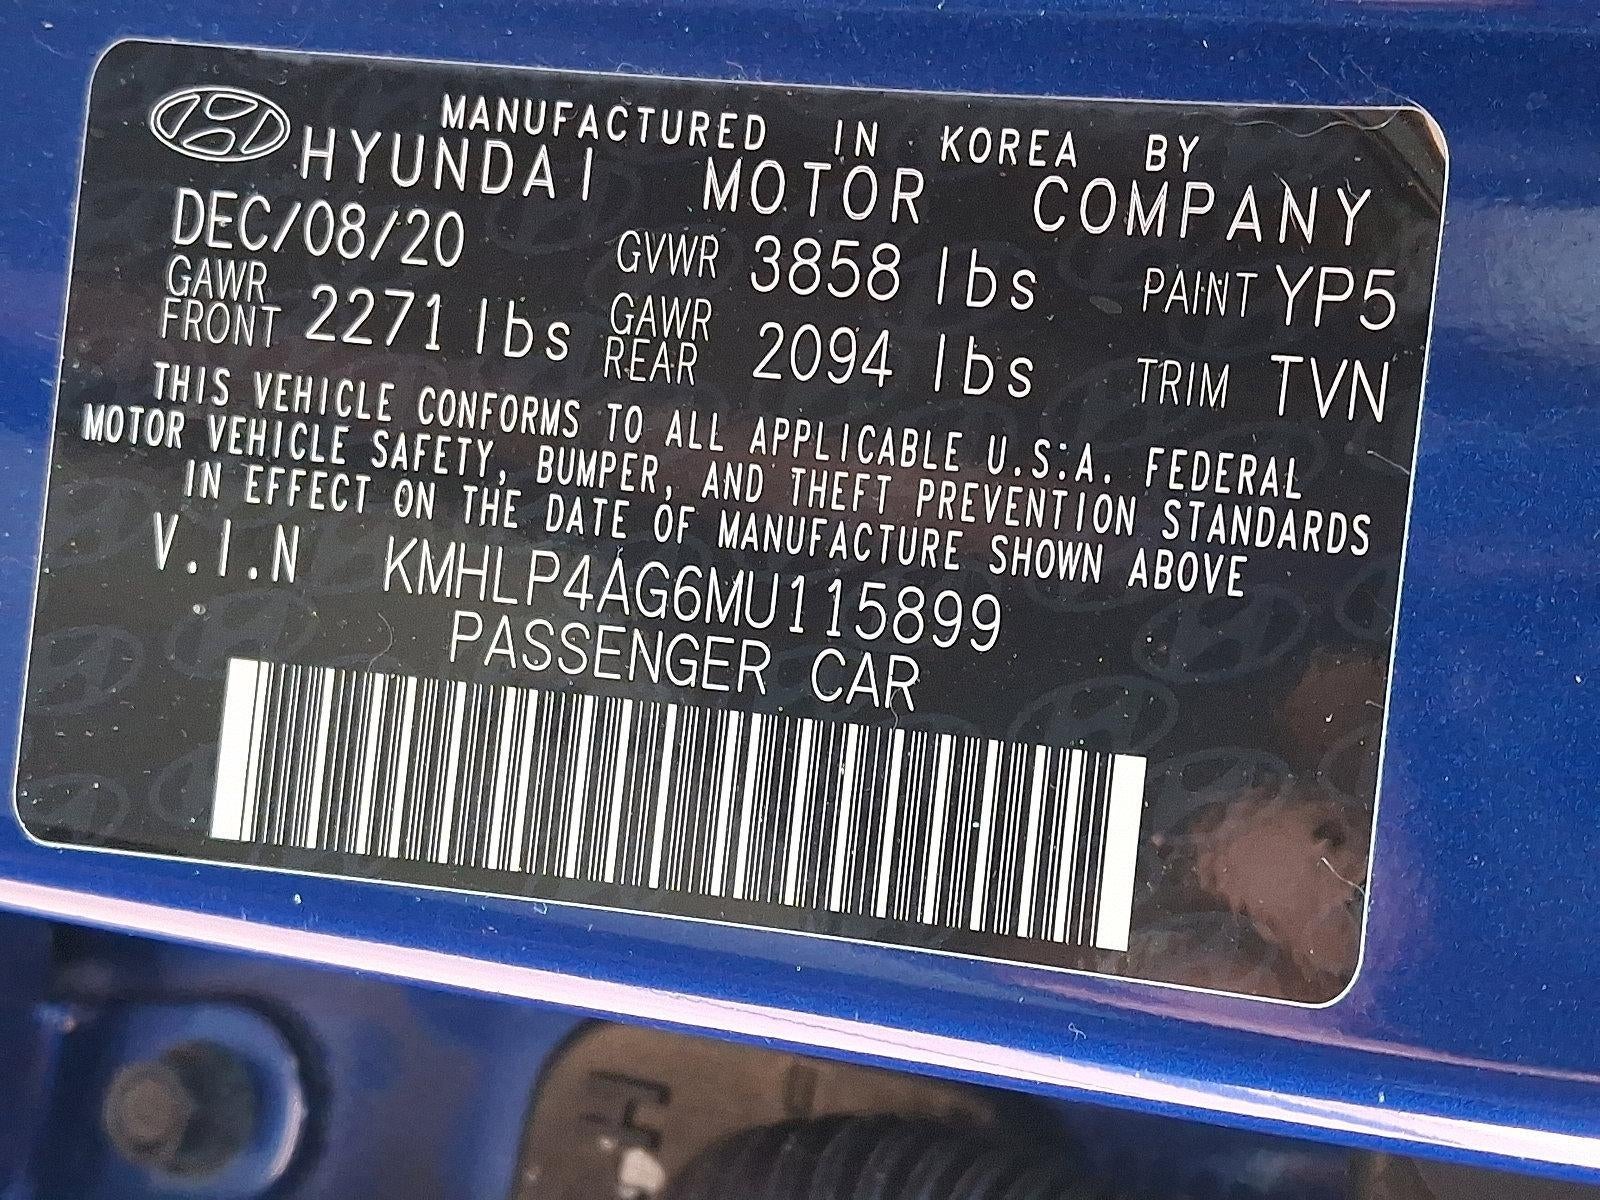 MANUFACTURED IN KOREA BY
HYUNDAI MOTOR COMPANY
DEC/08/20 GVWR 3858 lbs PAINT YP5
GAWR FRONT 2271 lbs GAWR REAR 2094 lbs TRIM TVN
THIS VEHICLE CONFORMS TO ALL APPLICABLE U.S.A. FEDERAL
MOTOR VEHICLE SAFETY, BUMPER, AND THEFT PREVENTION STANDARDS
IN EFFECT ON THE DATE OF MANUFACTURE SHOWN ABOVE
V.I.N KMHLP4AG6MU115899
PASSENGER CAR